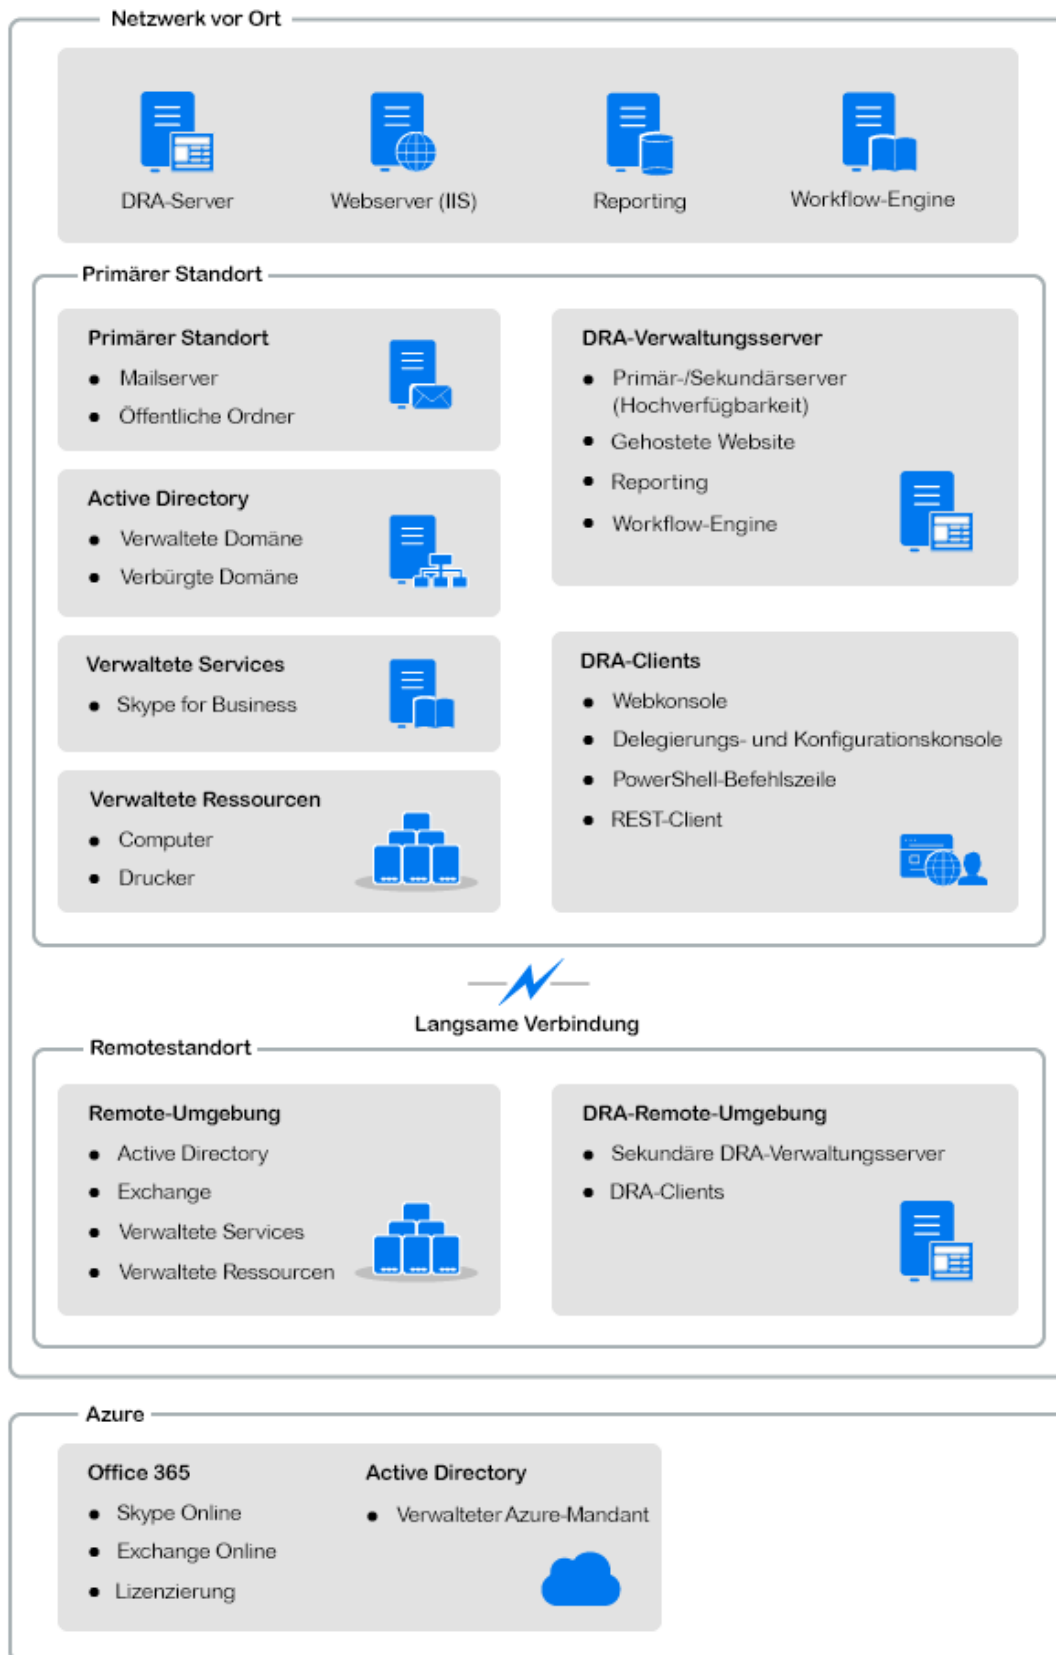 Netzwerk vor Ort
DRA-Server
Webserver (IIS)
Reporting
Workflow-Engine
Primärer Standort
Primärer Standort
Mailserver
Öffentliche Ordner
Active Directory
Verwaltete Domäne
Verbürgte Domäne
Verwaltete Services
Skype for Business
Verwaltete Ressourcen
Computer
Drucker
DRA-Verwaltungsserver
Primär-/Sekundärserver
(Hochverfügbarkeit)
Gehostete Website
Reporting
Workflow-Engine
DRA-Clients
Webkonsole
Delegierungs- und Konfigurationskonsole
PowerShell-Befehlszeile
REST-Client
Langsame Verbindung
Remotestandort
Remote-Umgebung
Active Directory
Exchange
Verwaltete Services
Verwaltete Ressourcen
DRA-Remote-Umgebung
Sekundäre DRA-Verwaltungsserver
DRA-Clients
Azure
Office 365
Skype Online
Exchange Online
Lizenzierung
Active Directory
Verwalteter Azure-Mandant